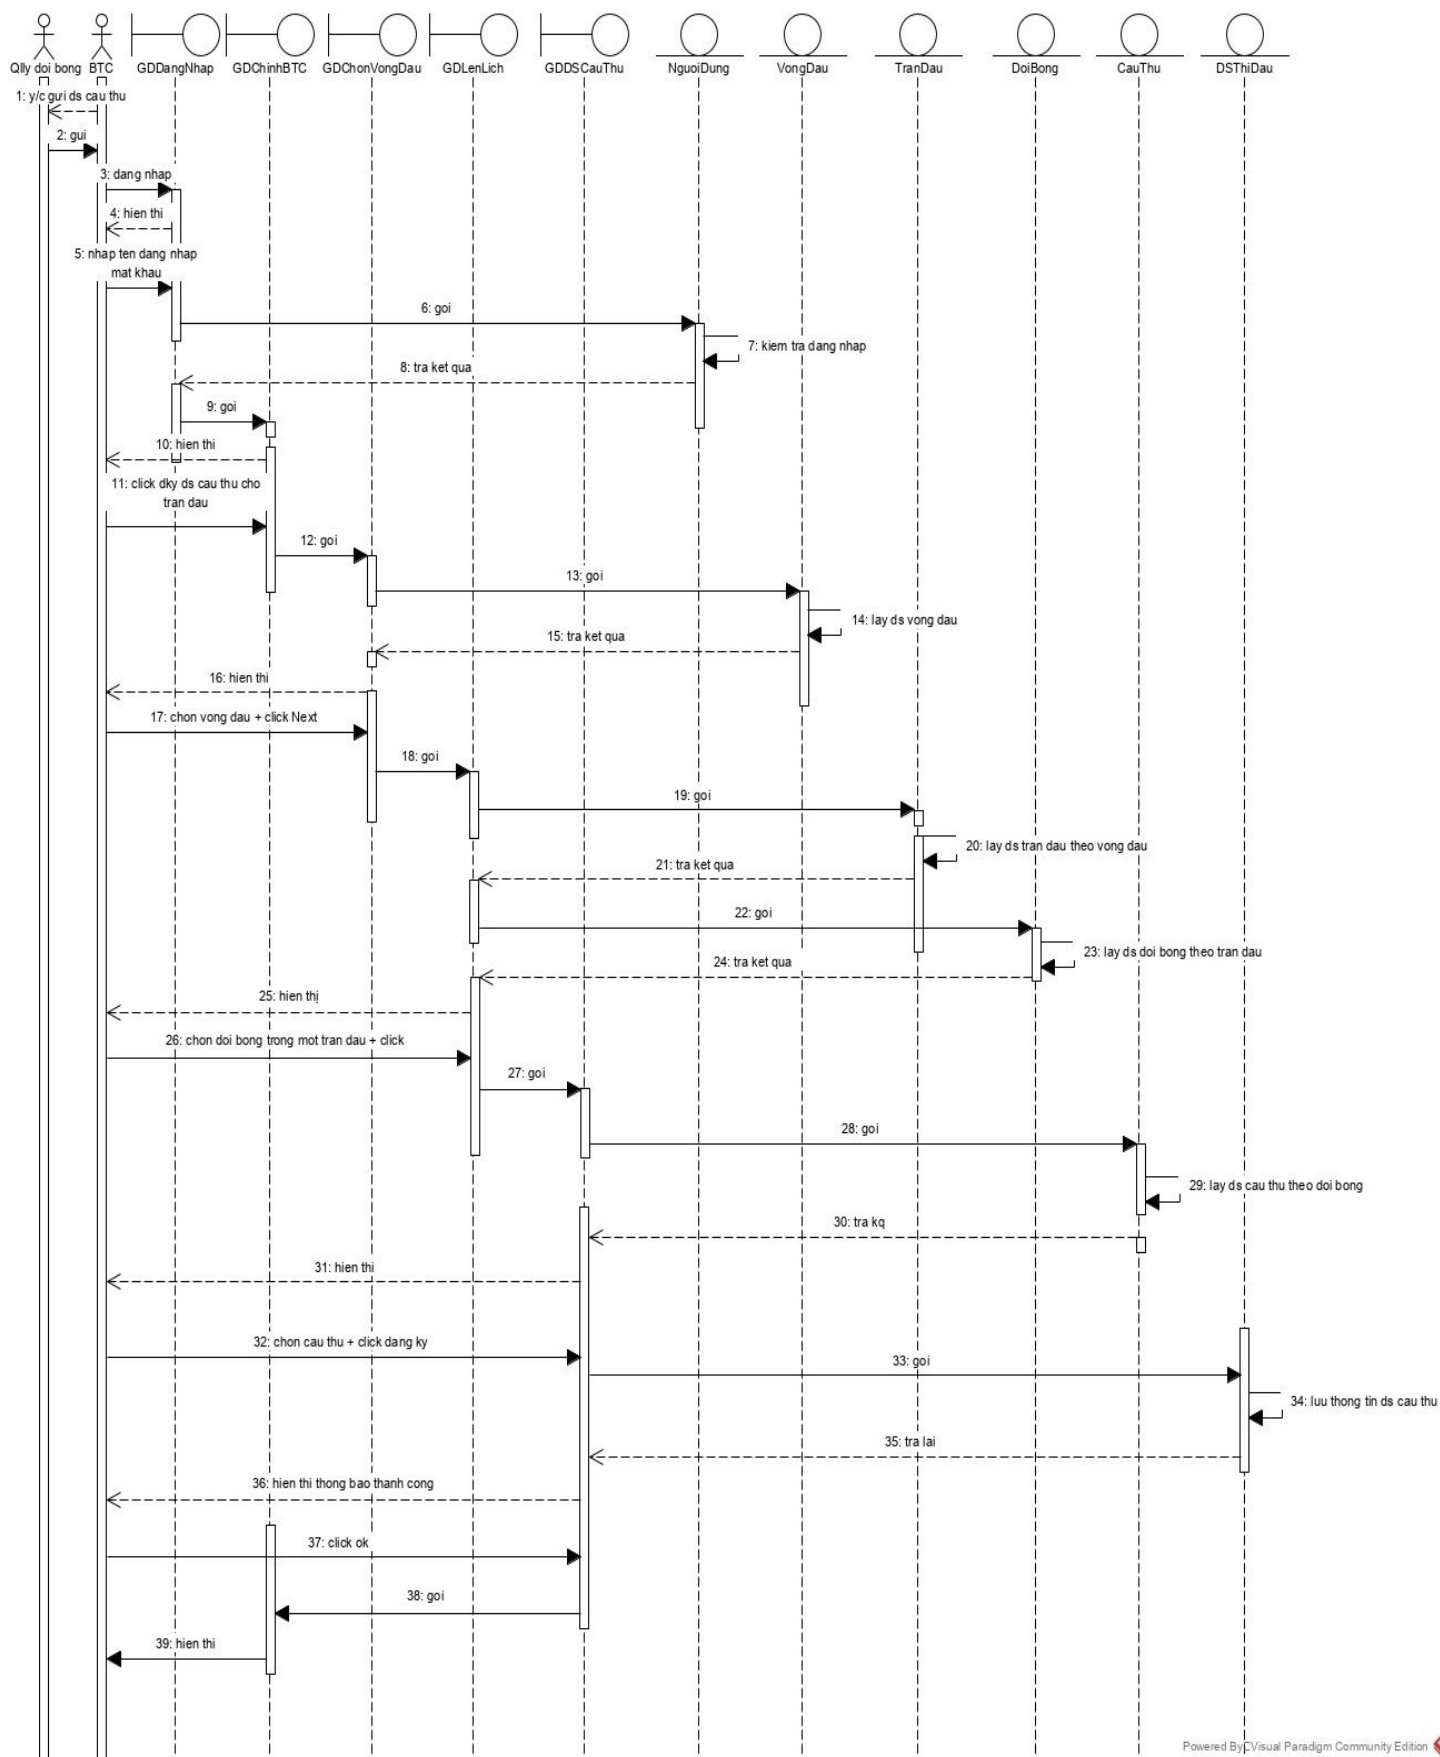 Qlly doi bong
BTC
GDDangNhap
GDChinhBTC
GDChonVongDau
GDLenLich
GDDSCauThu
NguoiDung
VongDau
TranDau
DoiBong
CauThu
DSThiDau
1: y/c gui ds cau thu
2: gui
3: dang nhap
4: hien thi
5: nhap ten dang nhap
mat khau
6: goi
7: kiem tra dang nhap
8: tra ket qua
9: goi
10: hien thi
11: click dky ds cau thu cho
tran dau
12: goi
13: goi
14: lay ds vong dau
15: tra ket qua
16: hien thi
17: chon vong dau + click Next
18: goi
19: goi
20: lay ds tran dau theo vong dau
21: tra ket qua
22: goi
23: lay ds doi bong theo tran dau
24: tra ket qua
25: hien thị
26: chon doi bong trong mot tran dau + click
27: goi
28: goi
29: lay ds cau thu theo doi bong
30: tra kq
31: hien thi
32: chon cau thu + click dang ky
33: goi
34: luu thong tin ds cau thu
35: tra lai
36: hien thi thong bao thanh cong
37: click ok
38: goi
39: hien thi
Powered By Visual Paradigm Community Edition